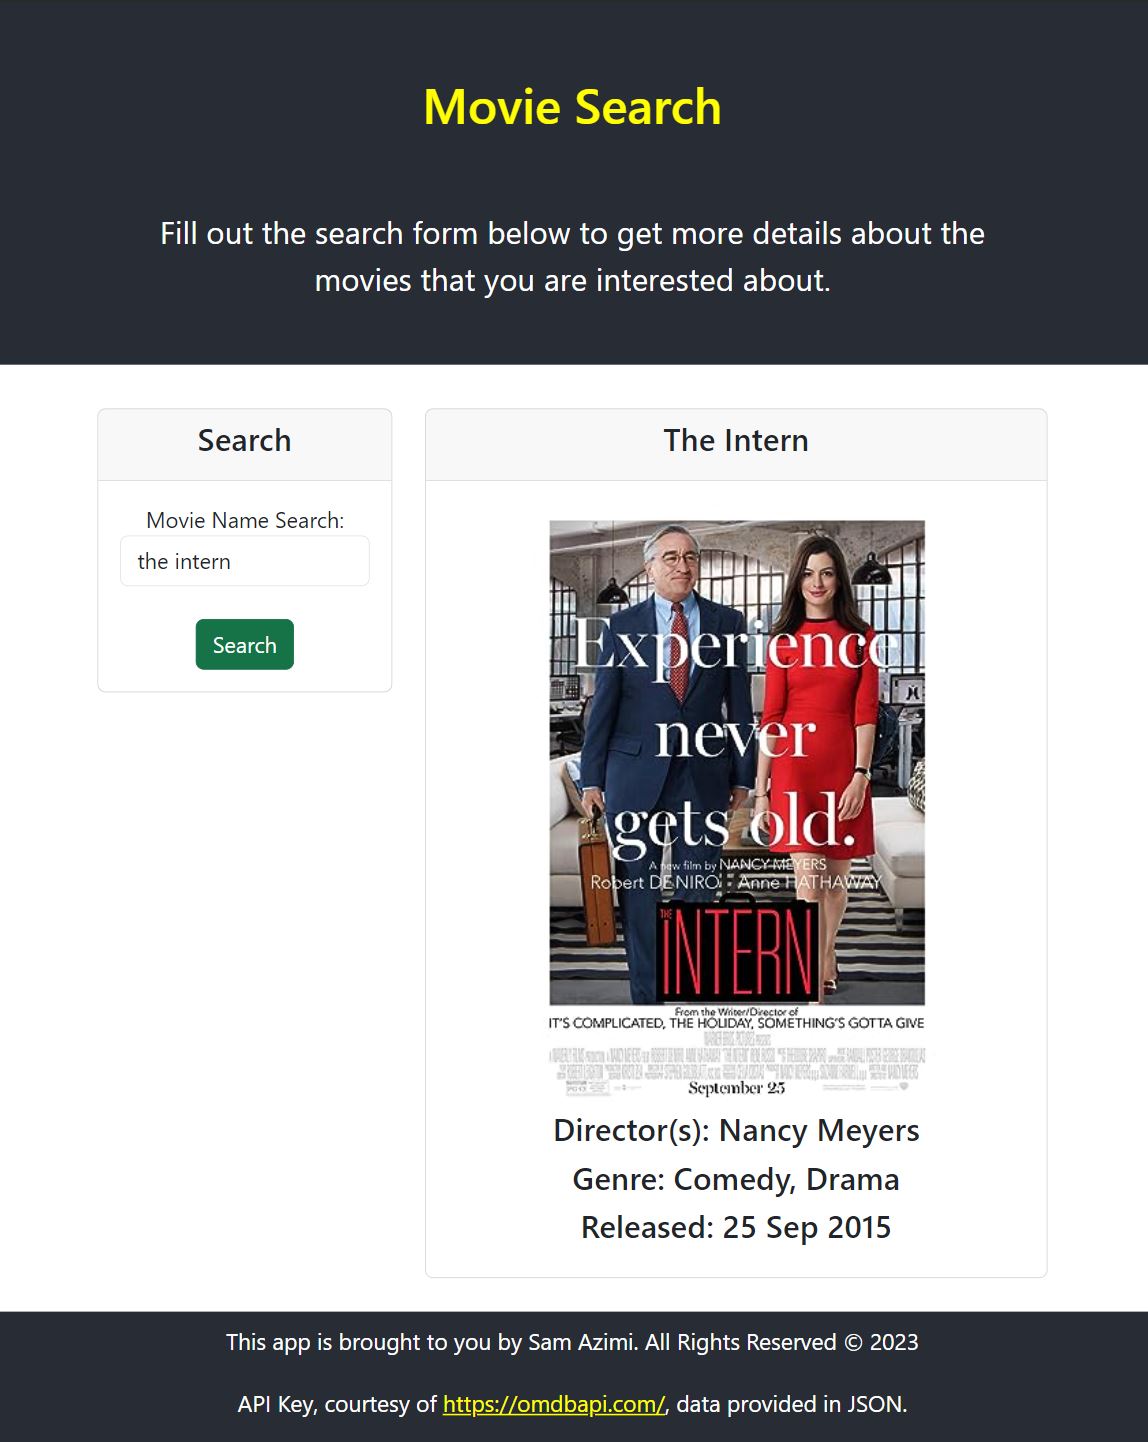 Movie Search
Fill out the search form below to get more details about the
movies that you are interested about.
Search
Movie Name Search:
the intern
Search
The Intern
Experience
never
gets old.
A new film by NANCY MEYERS
Robert DE NIRO Anne HATHAWAY
THE
INTERN
From the Writer/Director of
IT'S COMPLICATED, THE HOLIDAY, SOMETHING'S GOTTA GIVE
September 25
Director(s): Nancy Meyers
Genre: Comedy, Drama
Released: 25 Sep 2015
This app is brought to you by Sam Azimi. All Rights Reserved © 2023
API Key, courtesy of https://omdbapi.com/, data provided in JSON.